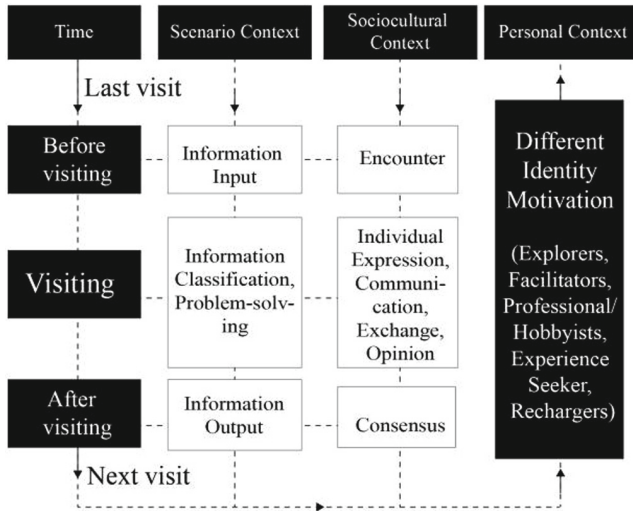 Time
Scenario Context
Sociocultural
Context
Personal Context
Last visit
Before
visiting
Information
Input
Encounter
Different
Identity
Motivation
(Explorers,
Facilitators,
Professional/
Hobbyists,
Experience
Seeker,
Rechargers)
Visiting
Information
Classification,
Problem-solv-
ing
Individual
Expression,
Communi-
cation,
Exchange,
Opinion
After
visiting
Information
Output
Consensus
Next visit